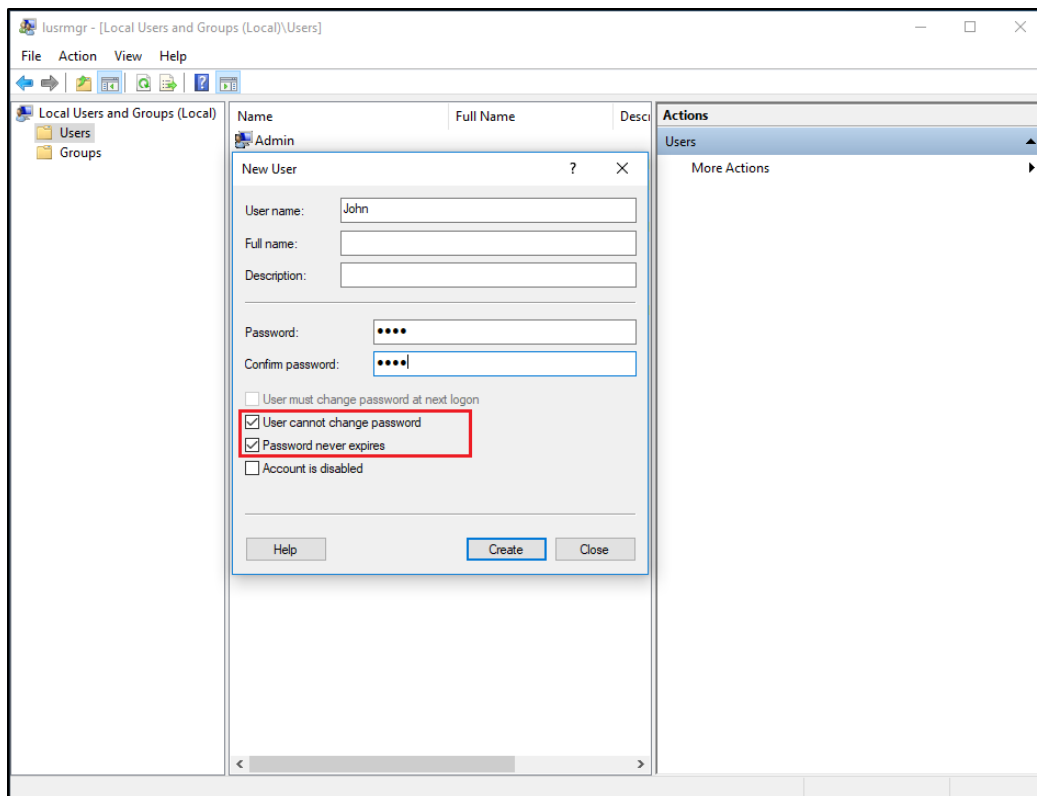 lusrmgr - [Local Users and Groups (Local)\Users]
File Action View Help
Local Users and Groups (Local)
Users
Groups
Name Full Name Descr
Admin
Actions
Users
More Actions
New User ?
User name: John
Full name:
Description:
Password: ••••
Confirm password: ••••
User must change password at next logon
User cannot change password
Password never expires
Account is disabled
Help Create Close